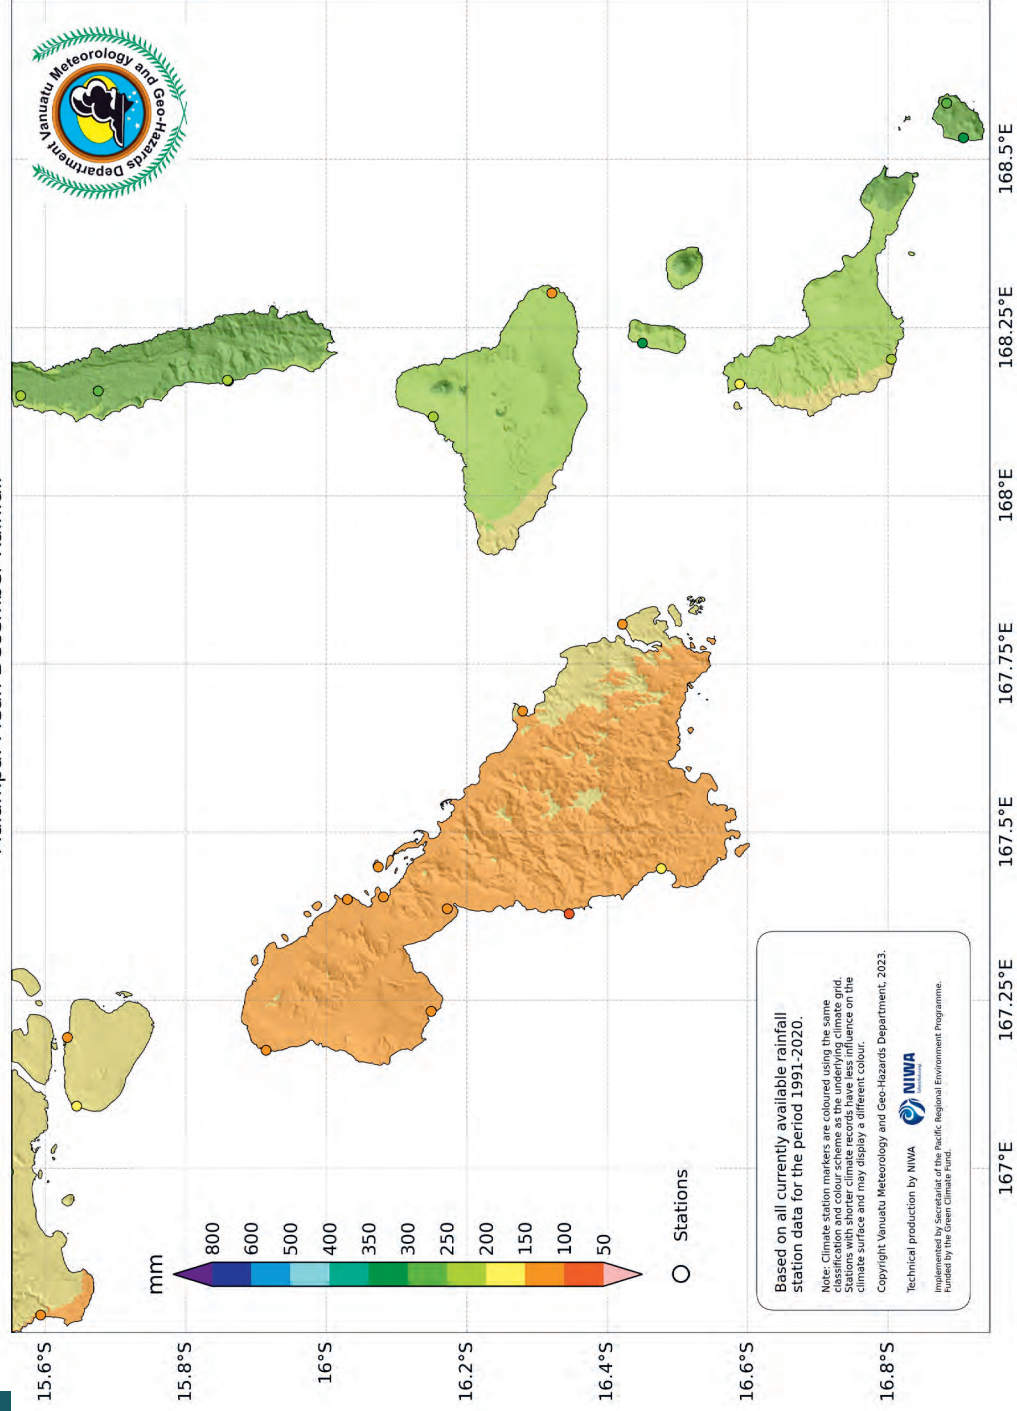 Vanuatu Meteorology and Geo-Hazards Department
15.6°S
15.8°S
16°S
16.2°S
16.4°S
16.6°S
16.8°S
mm
800
600
500
400
350
300
250
200
150
100
50
Stations
Based on all currently available rainfall
station data for the period 1991-2020.
Note: Climate station markers are coloured using the same
classification and colour scheme as the underlying climate grid.
Stations with shorter climate records have less influence on the
climate surface and may display a different colour.
Copyright Vanuatu Meteorology and Geo-Hazards Department, 2023.
Technical production by NIWA
NIWA
Implemented by Secretariat of the Pacific Regional Environment Programme.
Funded by the Green Climate Fund.
167°E
167.25°E
167.5°E
167.75°E
168°E
168.25°E
168.5°E